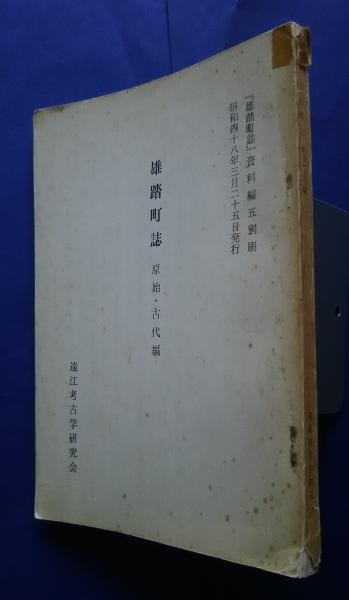 『雄踏町誌』資料編五別刷
昭和四十八年三月二十五日発行
雄踏町誌 原始・古代編
遠江考古学研究会